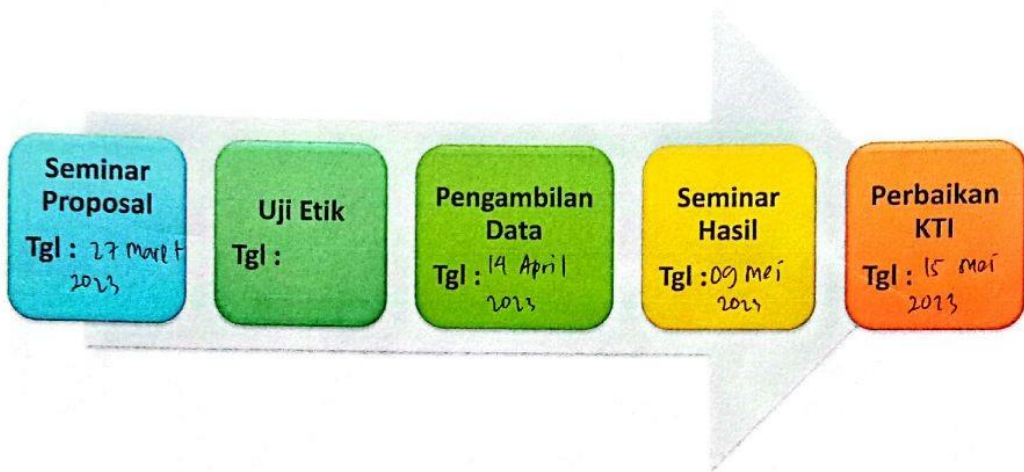 Seminar
Proposal
Tgl : 27 Maret
2023
Uji Etik
Tgl :
Pengambilan
Data
Tgl : 14 April
2023
Seminar
Hasil
Tgl : 09 Mei
2023
Perbaikan
KTI
Tgl : 15 Mei
2023